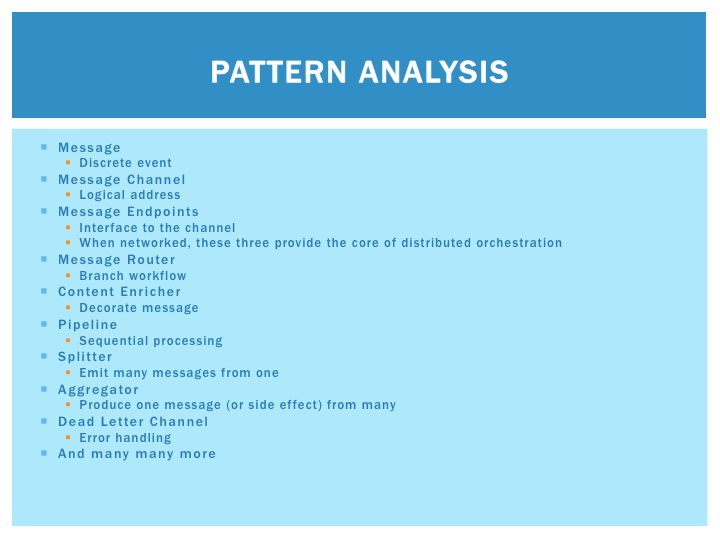 PATTERN ANALYSIS
Message
Discrete event
Message Channel
Logical address
Message Endpoints
Interface to the channel
When networked, these three provide the core of distributed orchestration
Message Router
Branch workflow
Content Enricher
Decorate message
Pipeline
Sequential processing
Splitter
Emit many messages from one
Aggregator
Produce one message (or side effect) from many
Dead Letter Channel
Error handling
And many many more